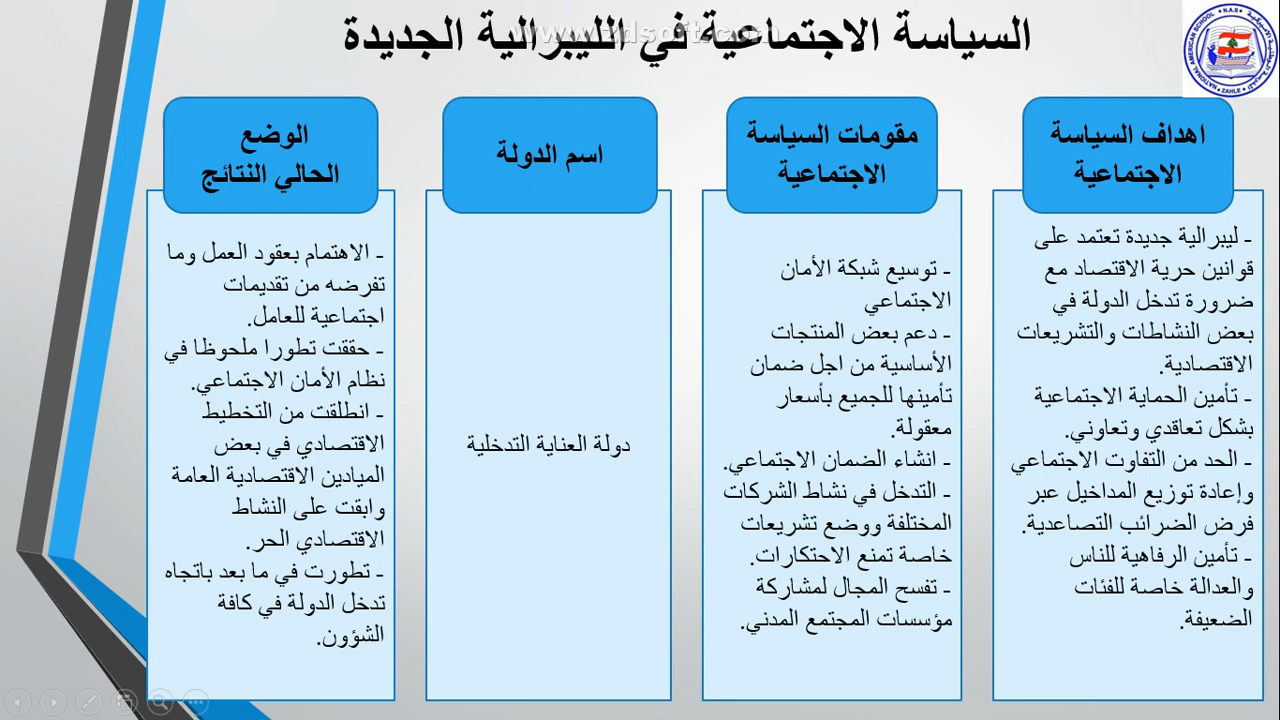 السياسة الاجتماعية في الليبرالية الجديدة
www.zdsoft.com
N.A.S
NATIONAL AMERICAN SCHOOL
ZAHLE
اهداف السياسة
الاجتماعية
- ليبرالية جديدة تعتمد على
قوانين حرية الاقتصاد مع
ضرورة تدخل الدولة في
بعض النشاطات والتشريعات
الاقتصادية.
- تأمين الحماية الاجتماعية
بشكل تعاقدي وتعاوني.
- الحد من التفاوت الاجتماعي
وإعادة توزيع المداخيل عبر
فرض الضرائب التصاعدية.
- تأمين الرفاهية للناس
والعدالة خاصة للفئات
الضعيفة.
مقومات السياسة
الاجتماعية
- توسيع شبكة الأمان
الاجتماعي
- دعم بعض المنتجات
الأساسية من اجل ضمان
تأمينها للجميع بأسعار
معقولة.
- انشاء الضمان الاجتماعي.
- التدخل في نشاط الشركات
المختلفة ووضع تشريعات
خاصة تمنع الاحتكارات.
- تفسح المجال لمشاركة
مؤسسات المجتمع المدني.
اسم الدولة
دولة العناية التدخلية
الوضع
الحالي النتائج
- الاهتمام بعقود العمل وما
تفرضه من تقديمات
اجتماعية للعامل.
- حققت تطورا ملحوظا في
نظام الأمان الاجتماعي.
- انطلقت من التخطيط
الاقتصادي في بعض
الميادين الاقتصادية العامة
وابقت على النشاط
الاقتصادي الحر.
- تطورت في ما بعد باتجاه
تدخل الدولة في كافة
الشؤون.